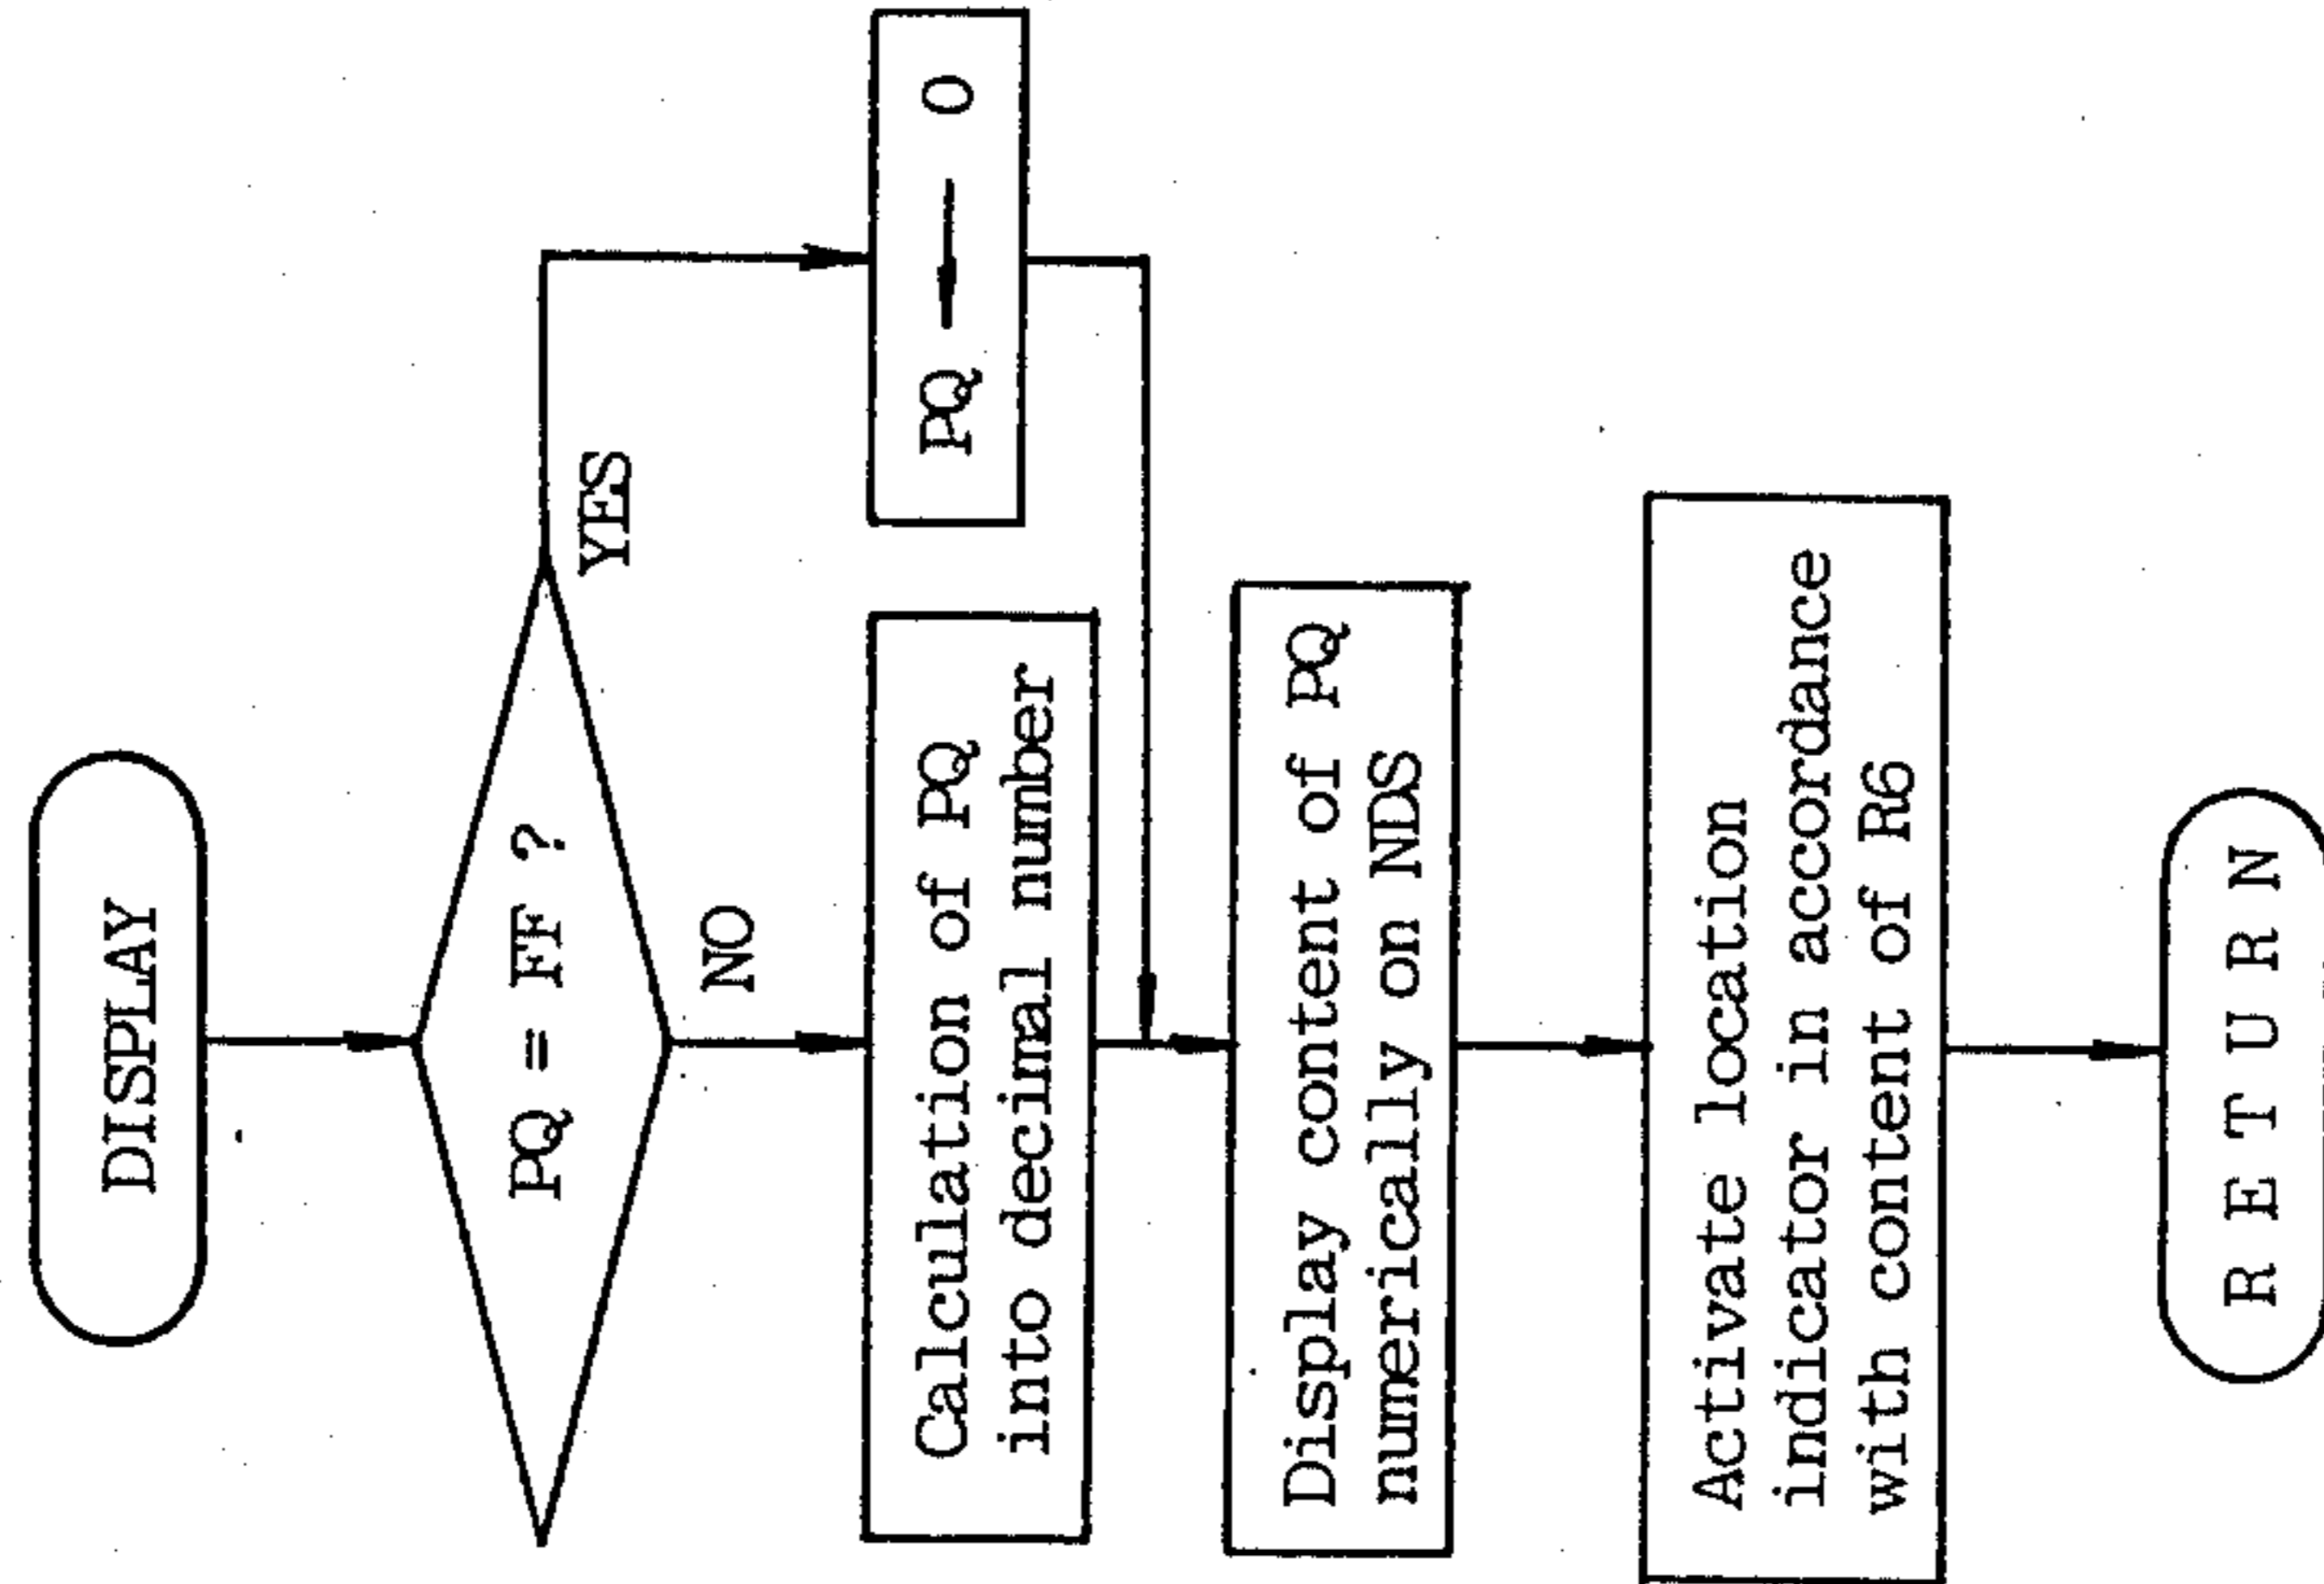 DISPLAY
PQ = FF ?
YES
NO
PQ ← 0
Calculation of PQ
into decimal number
Display content of PQ
numerically on NDS
Activate location
indicator in accordance
with content of R6
RETURN